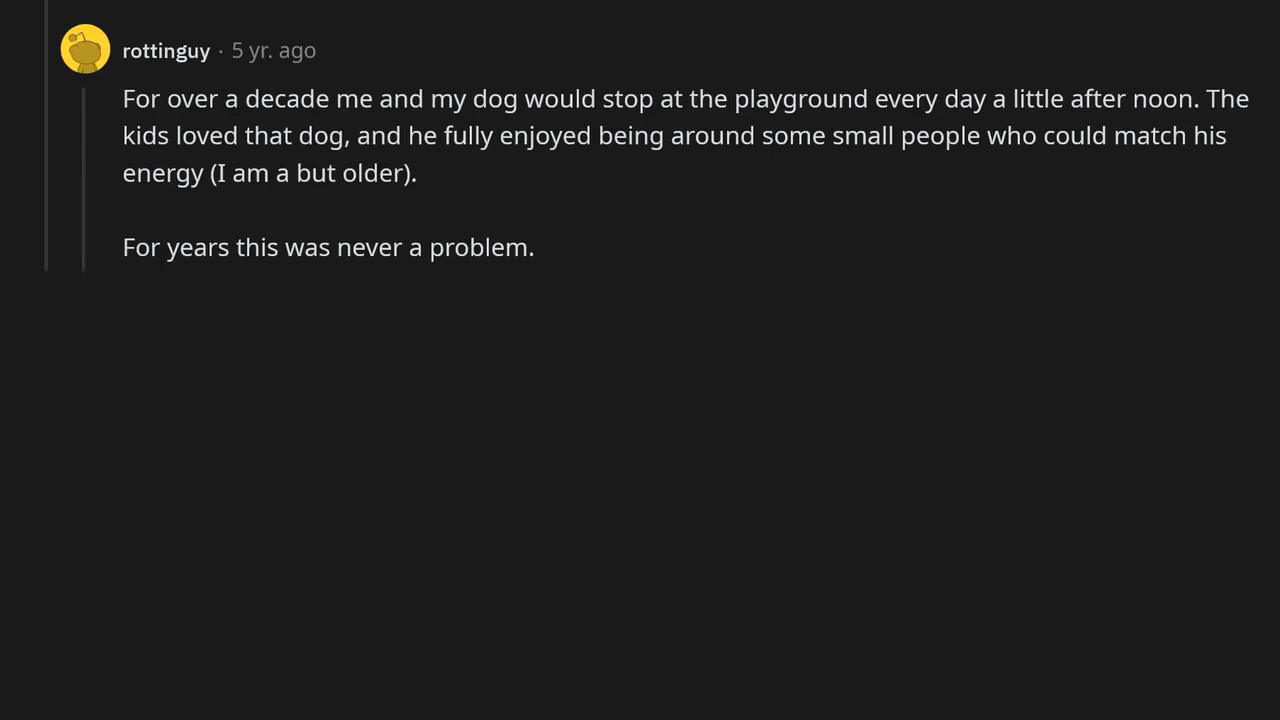 rottinguy · 5 yr. ago
For over a decade me and my dog would stop at the playground every day a little after noon. The
kids loved that dog, and he fully enjoyed being around some small people who could match his
energy (I am a but older).
For years this was never a problem.